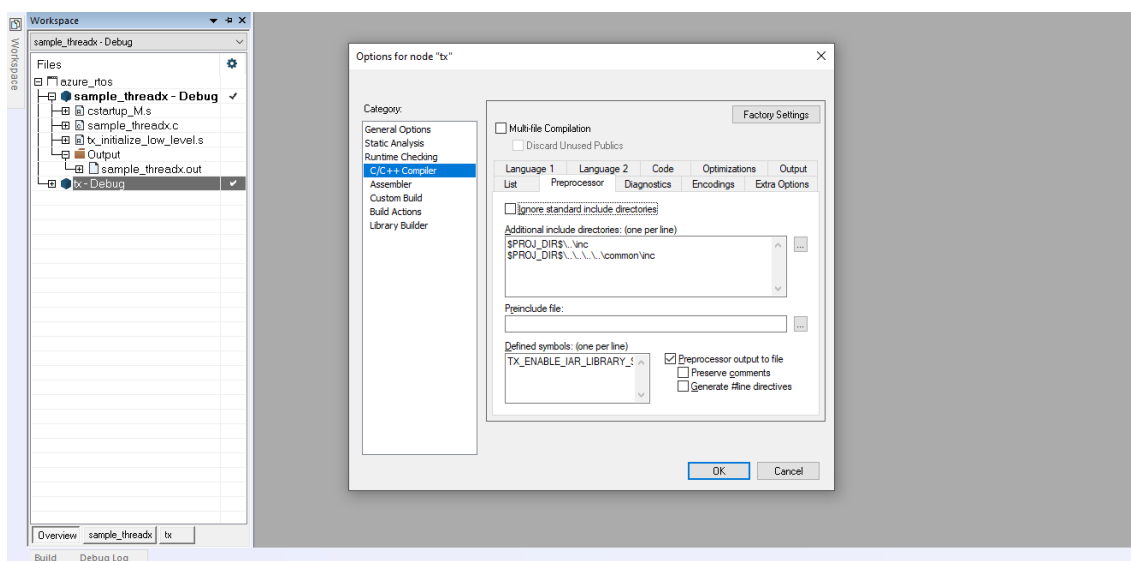 Workspace
Workspace
sample_threadx - Debug
Files
azure_rtos
sample_threadx - Debug
cstartup_M.s
sample_threadx.c
tx_initialize_low_level.s
Output
sample_threadx.out
tx - Debug
Overview sample_threadx tx
Build Debug Log
Options for node "tx"
Category:
General Options
Static Analysis
Runtime Checking
C/C++ Compiler
Assembler
Custom Build
Build Actions
Library Builder
Factory Settings
Multi-file Compilation
Discard Unused Publics
Language 1 Language 2 Code Optimizations Output
List Preprocessor Diagnostics Encodings Extra Options
Ignore standard include directories
Additional include directories: (one per line)
$PROJ_DIR$\..\inc
$PROJ_DIR$\..\..\..\..\common\inc
...
Preinclude file:
...
Defined symbols: (one per line)
TX_ENABLE_IAR_LIBRARY_
Preprocessor output to file
Preserve comments
Generate #line directives
OK Cancel